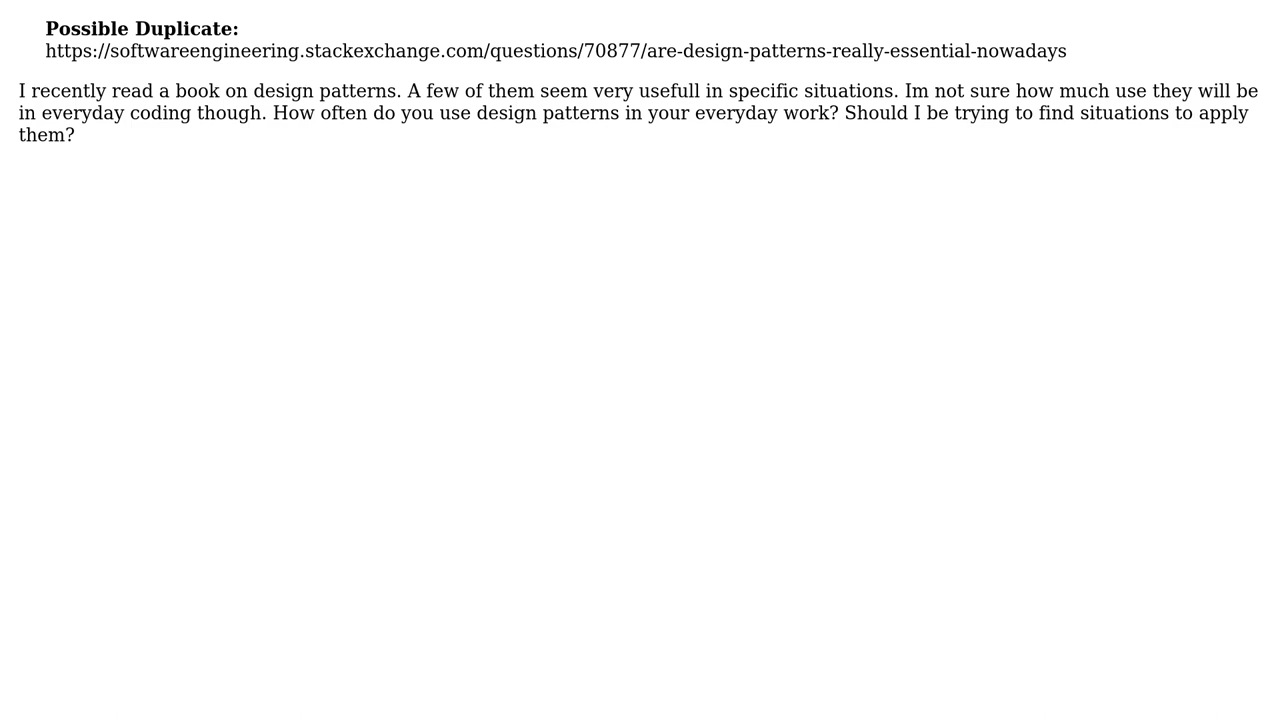 Possible Duplicate:
https://softwareengineering.stackexchange.com/questions/70877/are-design-patterns-really-essential-nowadays
I recently read a book on design patterns. A few of them seem very usefull in specific situations. Im not sure how much use they will be
in everyday coding though. How often do you use design patterns in your everyday work? Should I be trying to find situations to apply
them?